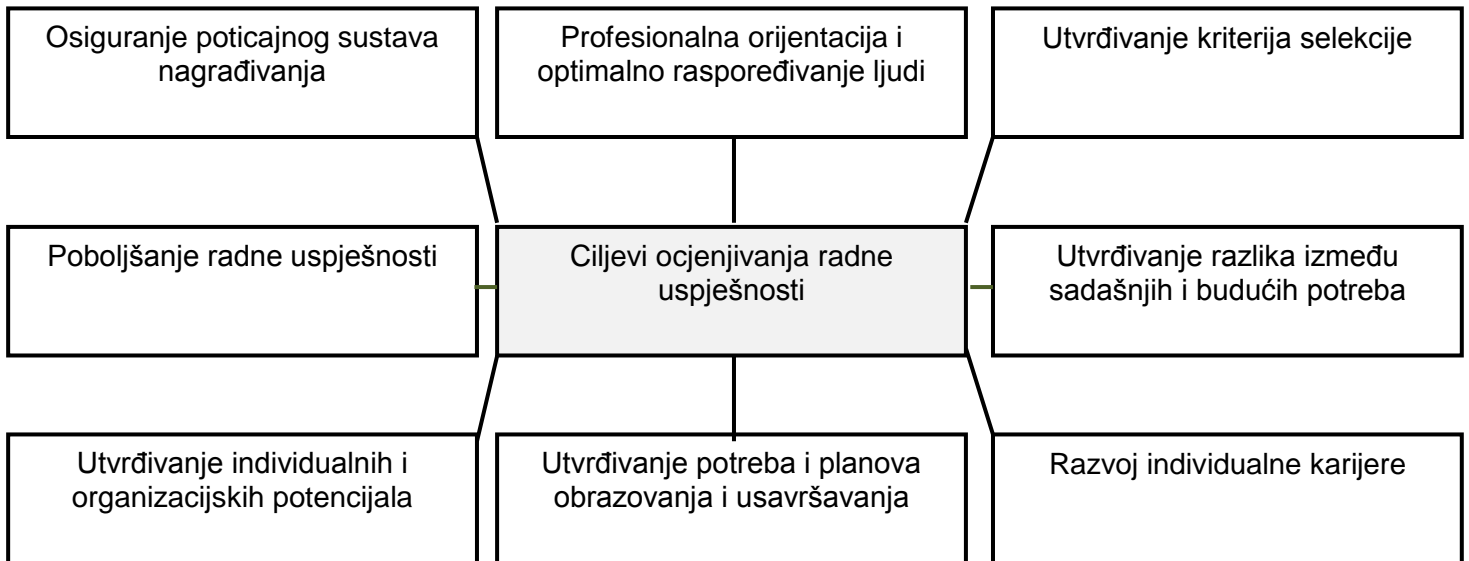 Osiguranje poticajnog sustava
nagrađivanja
Profesionalna orijentacija i
optimalno raspoređivanje ljudi
Utvrđivanje kriterija selekcije
Poboljšanje radne uspješnosti
Ciljevi ocjenjivanja radne
uspješnosti
Utvrđivanje razlika između
sadašnjih i budućih potreba
Utvrđivanje individualnih i
organizacijskih potencijala
Utvrđivanje potreba i planova
obrazovanja i usavršavanja
Razvoj individualne karijere